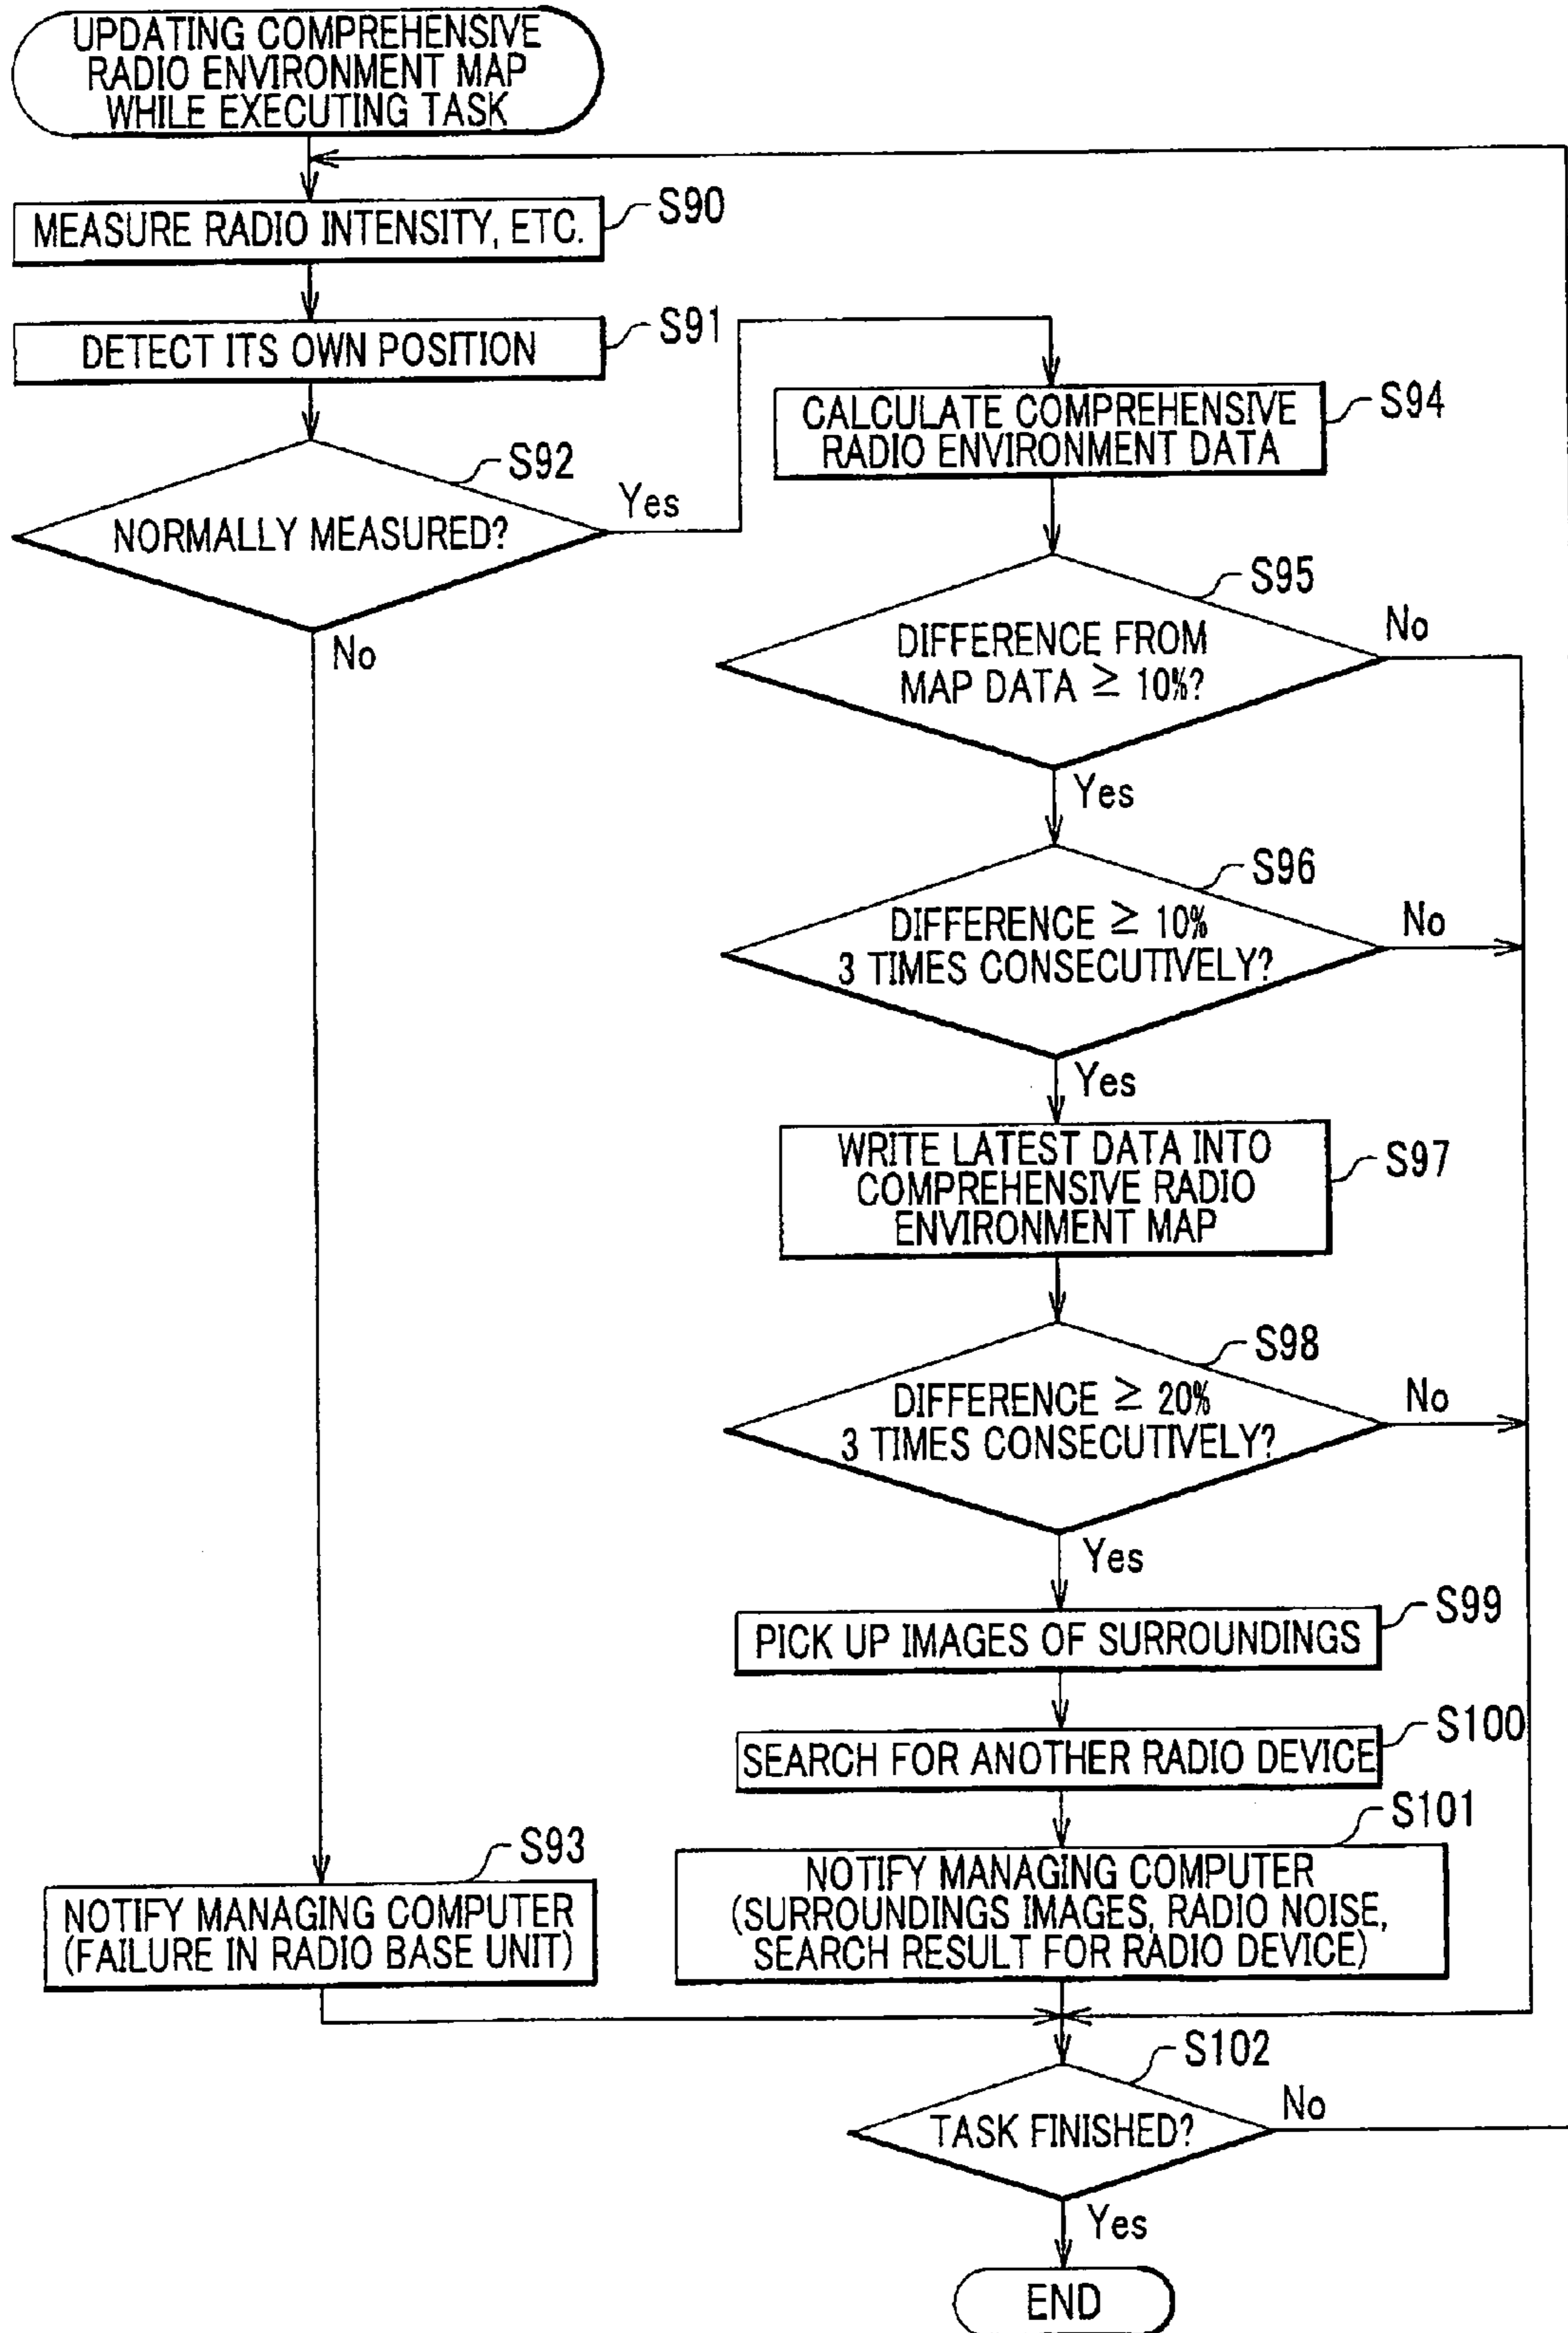 UPDATING COMPREHENSIVE
RADIO ENVIRONMENT MAP
WHILE EXECUTING TASK
S90
MEASURE RADIO INTENSITY, ETC.
S91
DETECT ITS OWN POSITION
S92
NORMALLY MEASURED?
Yes
No
S94
CALCULATE COMPREHENSIVE
RADIO ENVIRONMENT DATA
S95
DIFFERENCE FROM
MAP DATA ≧ 10%?
No
Yes
S96
DIFFERENCE ≧ 10%
3 TIMES CONSECUTIVELY?
No
Yes
S97
WRITE LATEST DATA INTO
COMPREHENSIVE RADIO
ENVIRONMENT MAP
S98
DIFFERENCE ≧ 20%
3 TIMES CONSECUTIVELY?
No
Yes
S99
PICK UP IMAGES OF SURROUNDINGS
S100
SEARCH FOR ANOTHER RADIO DEVICE
S93
NOTIFY MANAGING COMPUTER
(FAILURE IN RADIO BASE UNIT)
S101
NOTIFY MANAGING COMPUTER
(SURROUNDINGS IMAGES, RADIO NOISE,
SEARCH RESULT FOR RADIO DEVICE)
S102
TASK FINISHED?
No
Yes
END